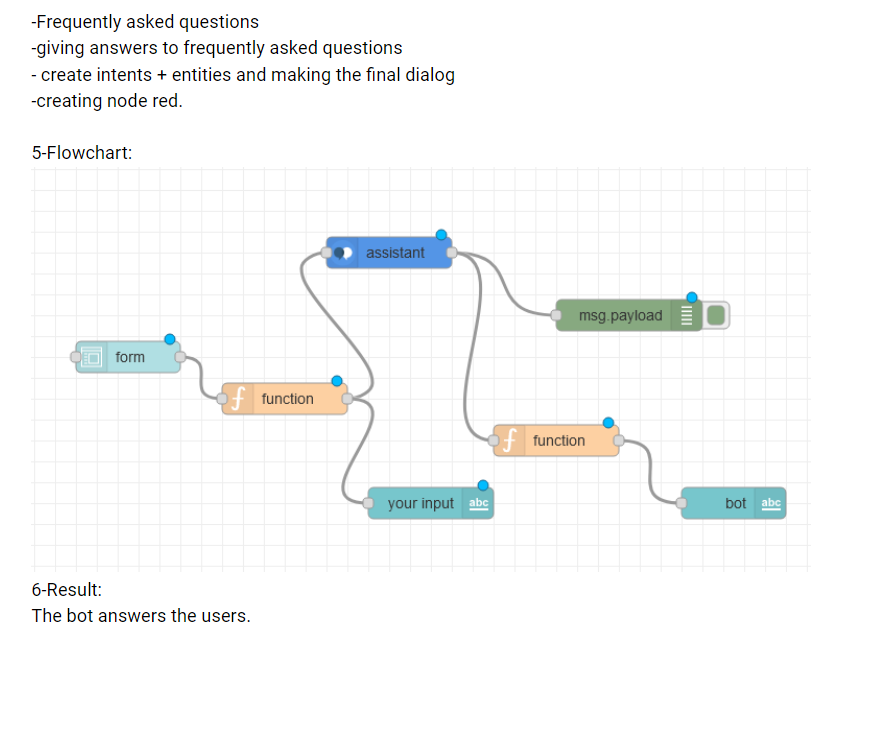 -Frequently asked questions
-giving answers to frequently asked questions
- create intents + entities and making the final dialog
-creating node red.
5-Flowchart:
assistant
msg.payload
form
f function
f function
your input abc
bot abc
6-Result:
The bot answers the users.